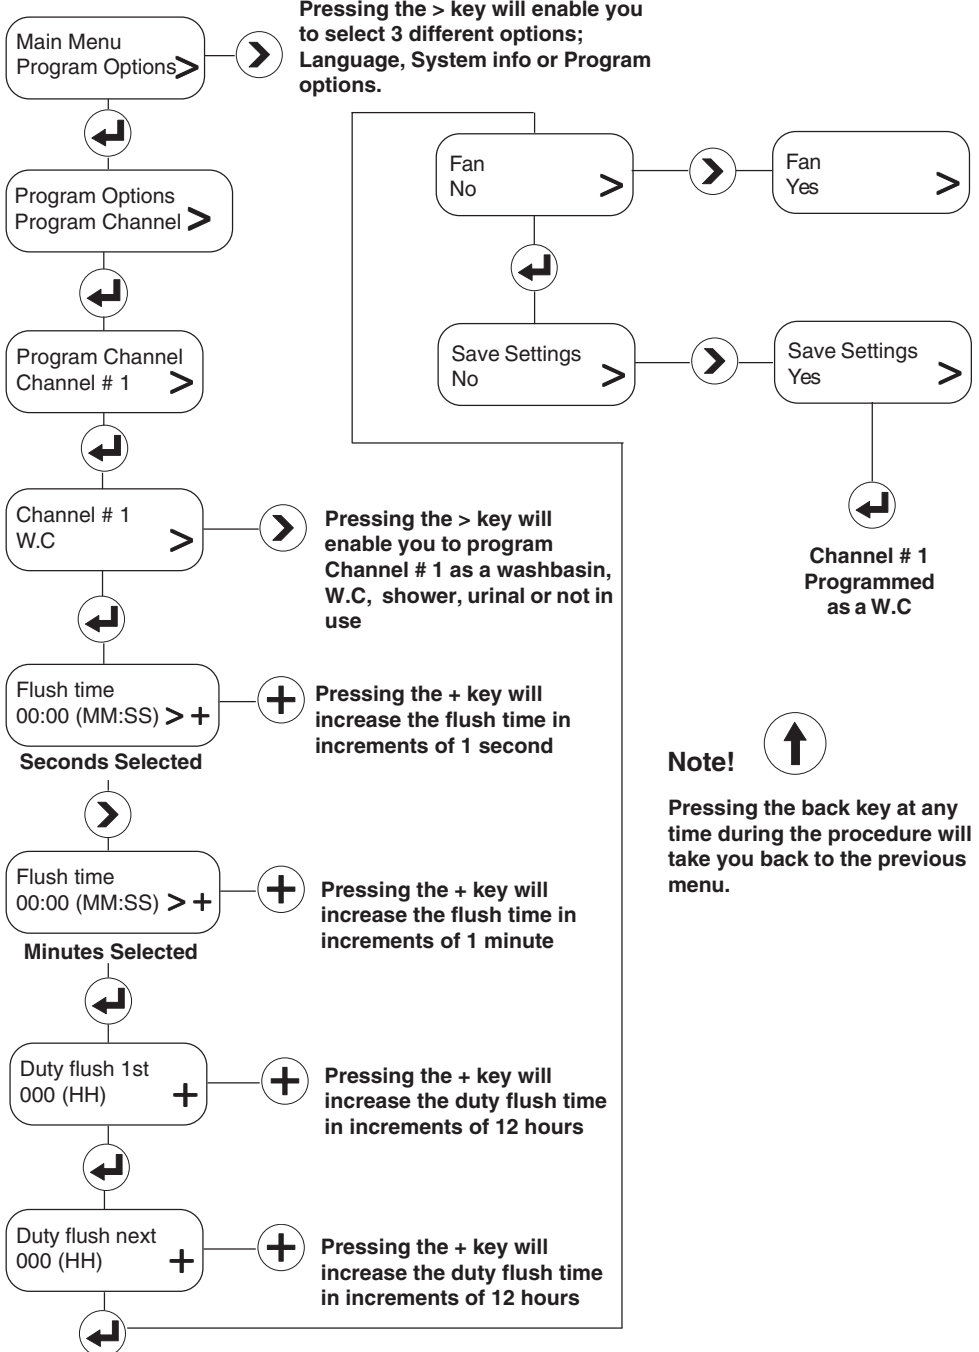 Pressing the > key will enable you
to select 3 different options;
Language, System info or Program
options.
Main Menu
Program Options >
Program Options
Program Channel >
Program Channel
Channel # 1 >
Channel # 1
W.C >
Pressing the > key will
enable you to program
Channel # 1 as a washbasin,
W.C, shower, urinal or not in
use
Flush time
00:00 (MM:SS) > +
Seconds Selected
Pressing the + key will
increase the flush time in
increments of 1 second
Flush time
00:00 (MM:SS) > +
Minutes Selected
Pressing the + key will
increase the flush time in
increments of 1 minute
Duty flush 1st
000 (HH) +
Pressing the + key will
increase the duty flush time
in increments of 12 hours
Duty flush next
000 (HH) +
Pressing the + key will
increase the duty flush time
in increments of 12 hours
Fan
No >
Fan
Yes >
Save Settings
No >
Save Settings
Yes >
Channel # 1
Programmed
as a W.C
Note!
Pressing the back key at any
time during the procedure will
take you back to the previous
menu.